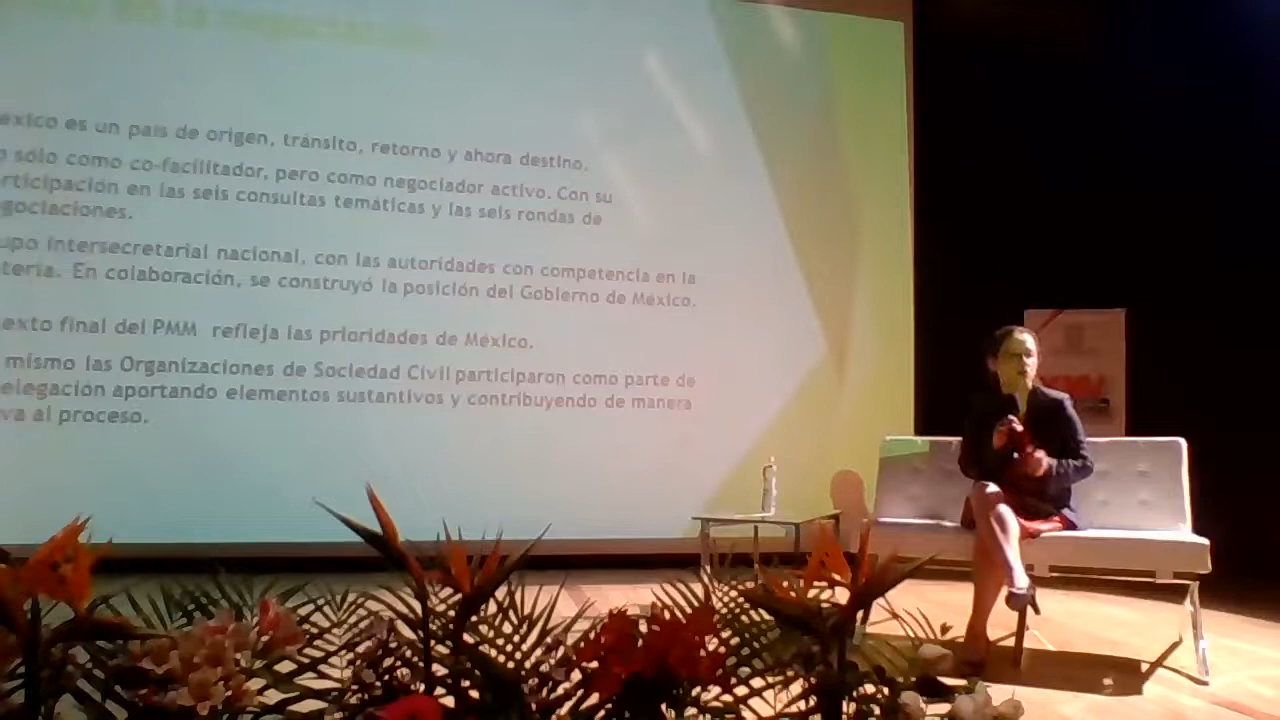 éxico es un país de origen, tránsito, retorno y ahora destino.
o sólo como co-facilitador, pero como negociador activo. Con su
rticipación en las seis consultas temáticas y las seis rondas de
gociaciones.
upo intersecretarial nacional, con las autoridades con competencia en la
teria. En colaboración, se construyó la posición del Gobierno de México.
exto final del PMM refleja las prioridades de México.
mismo las Organizaciones de Sociedad Civil participaron como parte de
elegación aportando elementos sustantivos y contribuyendo de manera
va al proceso.